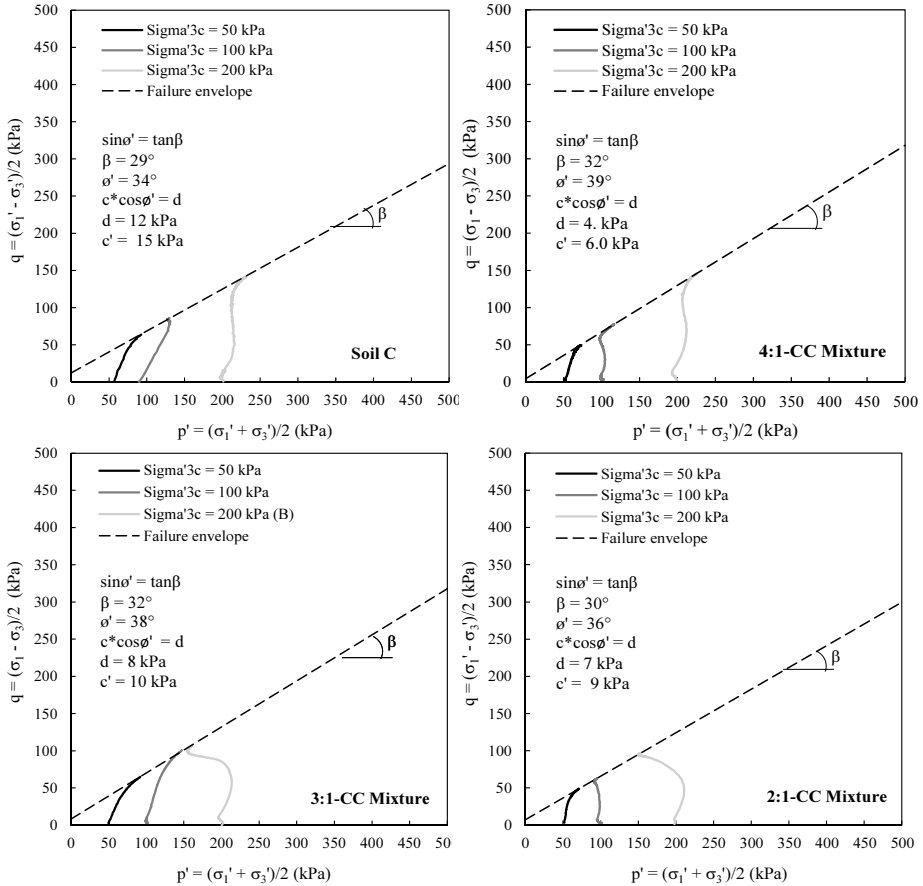 500
450
400
350
300
250
200
150
100
50
0
q = (σ₁' - σ₃')/2 (kPa)
Sigma'3c = 50 kPa
Sigma'3c = 100 kPa
Sigma'3c = 200 kPa
Failure envelope
sinø' = tanβ
β = 29°
ø' = 34°
c*cosø' = d
d = 12 kPa
c' = 15 kPa
β
Soil C
0 50 100 150 200 250 300 350 400 450 500
p' = (σ₁' + σ₃')/2 (kPa)
500
450
400
350
300
250
200
150
100
50
0
q = (σ₁ - σ₃)/2 (kPa)
Sigma'3c = 50 kPa
Sigma'3c = 100 kPa
Sigma'3c = 200 kPa
Failure envelope
sinø' = tanβ
β = 32°
ø' = 39°
c*cosø' = d
d = 4. kPa
c' = 6.0 kPa
β
4:1-CC Mixture
0 50 100 150 200 250 300 350 400 450 500
p' = (σ₁' + σ₃')/2 (kPa)
500
450
400
350
300
250
200
150
100
50
0
q = (σ₁ - σ₃)/2 (kPa)
Sigma'3c = 50 kPa
Sigma'3c = 100 kPa
Sigma'3c = 200 kPa (B)
Failure envelope
sinø' = tanβ
β = 32°
ø' = 38°
c*cosø' = d
d = 8 kPa
c' = 10 kPa
β
3:1-CC Mixture
0 50 100 150 200 250 300 350 400 450 500
p' = (σ₁' + σ₃')/2 (kPa)
500
450
400
350
300
250
200
150
100
50
0
q = (σ₁' - σ₃')/2 (kPa)
Sigma'3c = 50 kPa
Sigma'3c = 100 kPa
Sigma'3c = 200 kPa
Failure envelope
sinø' = tanβ
β = 30°
ø' = 36°
c*cosø' = d
d = 7 kPa
c' = 9 kPa
β
2:1-CC Mixture
0 50 100 150 200 250 300 350 400 450 500
p' = (σ₁' + σ₃')/2 (kPa)